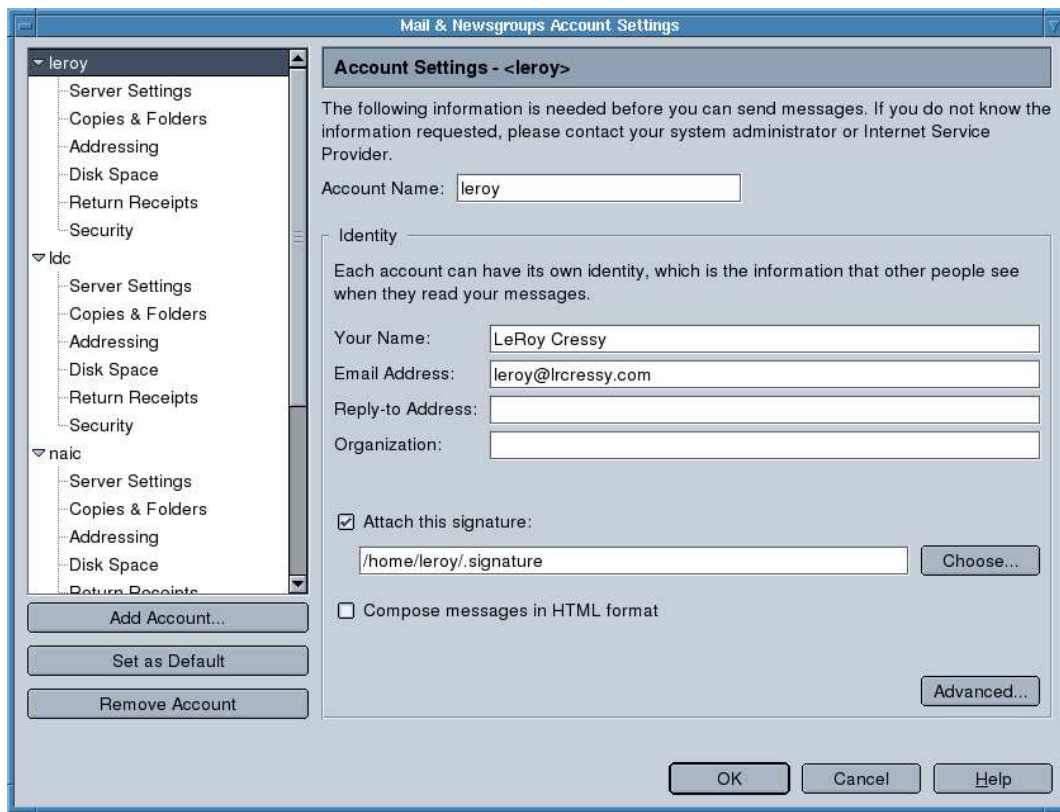 Mail & Newsgroups Account Settings
leroy
Server Settings
Copies & Folders
Addressing
Disk Space
Return Receipts
Security
ldc
Server Settings
Copies & Folders
Addressing
Disk Space
Return Receipts
Security
naic
Server Settings
Copies & Folders
Addressing
Disk Space
Return Receipts
Add Account...
Set as Default
Remove Account
Account Settings - <leroy>
The following information is needed before you can send messages. If you do not know the
information requested, please contact your system administrator or Internet Service
Provider.
Account Name: leroy
Identity
Each account can have its own identity, which is the information that other people see
when they read your messages.
Your Name: LeRoy Cressy
Email Address: leroy@lrcressy.com
Reply-to Address:
Organization:
Attach this signature:
/home/leroy/.signature Choose...
Compose messages in HTML format
Advanced...
OK Cancel Help